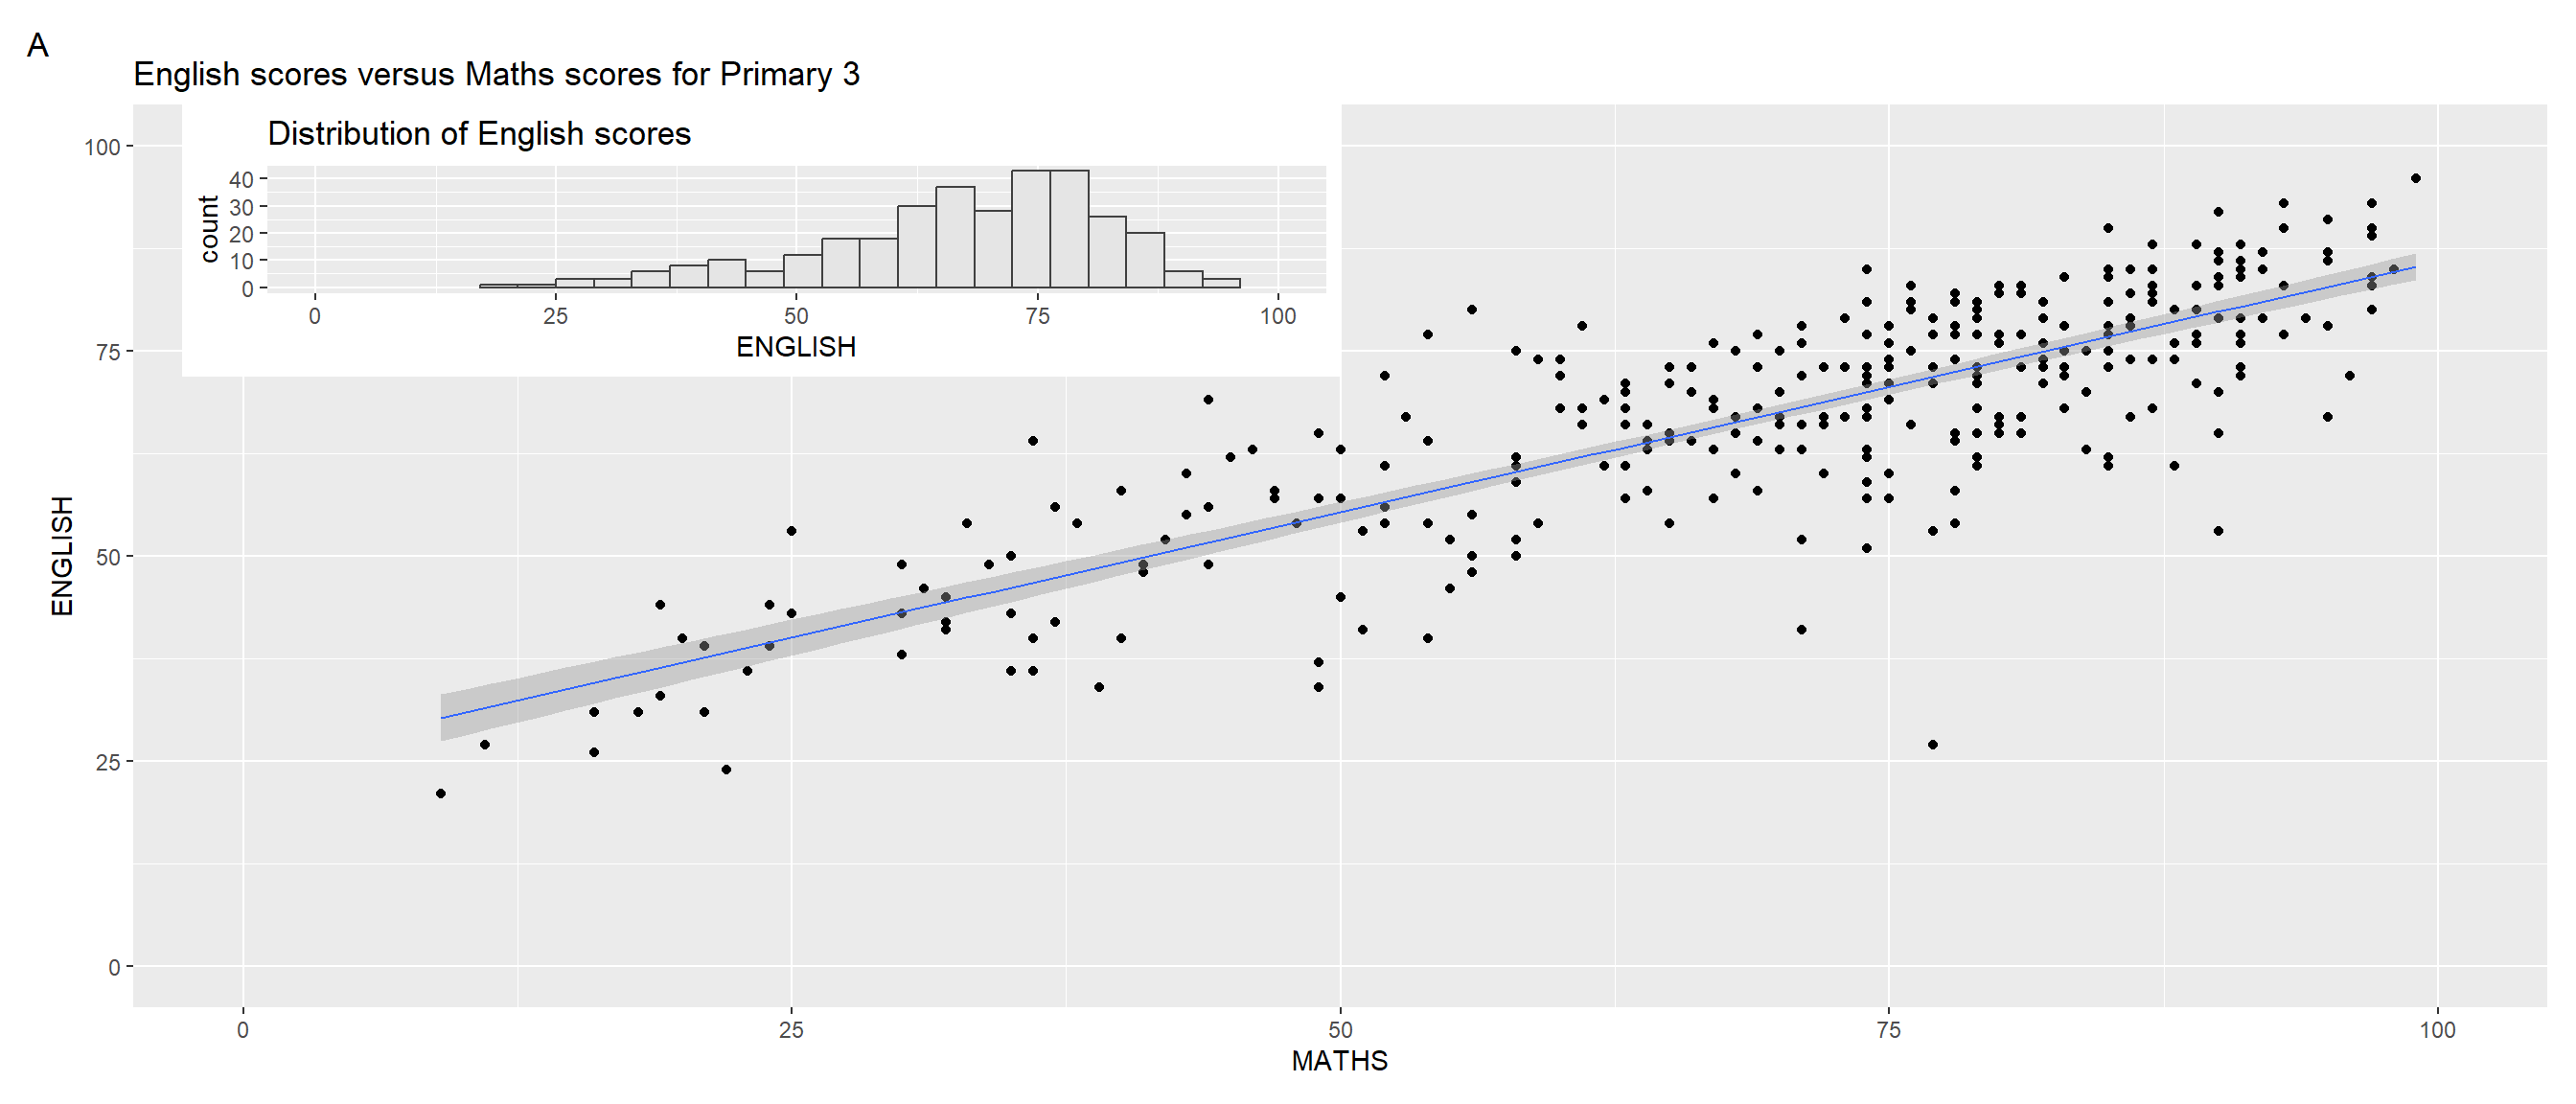 A
English scores versus Maths scores for Primary 3
Distribution of English scores
count
40
30
20
10
0
0 25 50 75 100
ENGLISH
ENGLISH
100
75
50
25
0
0 25 50 75 100
MATHS